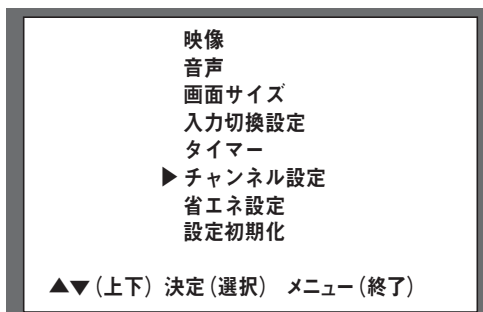 映像
音声
画面サイズ
入力切換設定
タイマー
▶チャンネル設定
省エネ設定
設定初期化
▲▼(上下) 決定(選択) メニュー(終了)